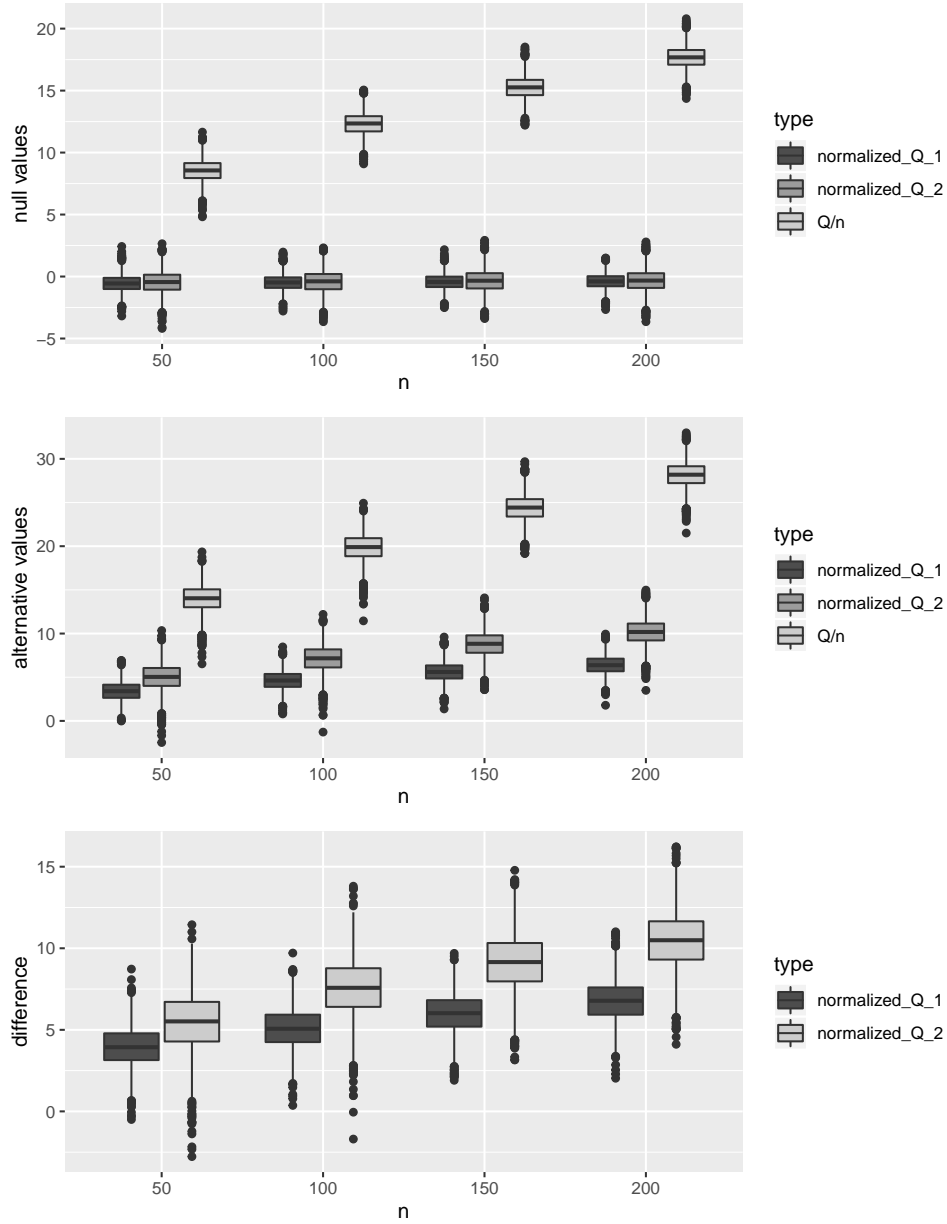 20
15
10
5
0
−5
null values
50
100
150
200
n
type
normalized_Q_1
normalized_Q_2
Q/n
30
20
10
0
alternative values
50
100
150
200
n
type
normalized_Q_1
normalized_Q_2
Q/n
15
10
5
0
difference
50
100
150
200
n
type
normalized_Q_1
normalized_Q_2